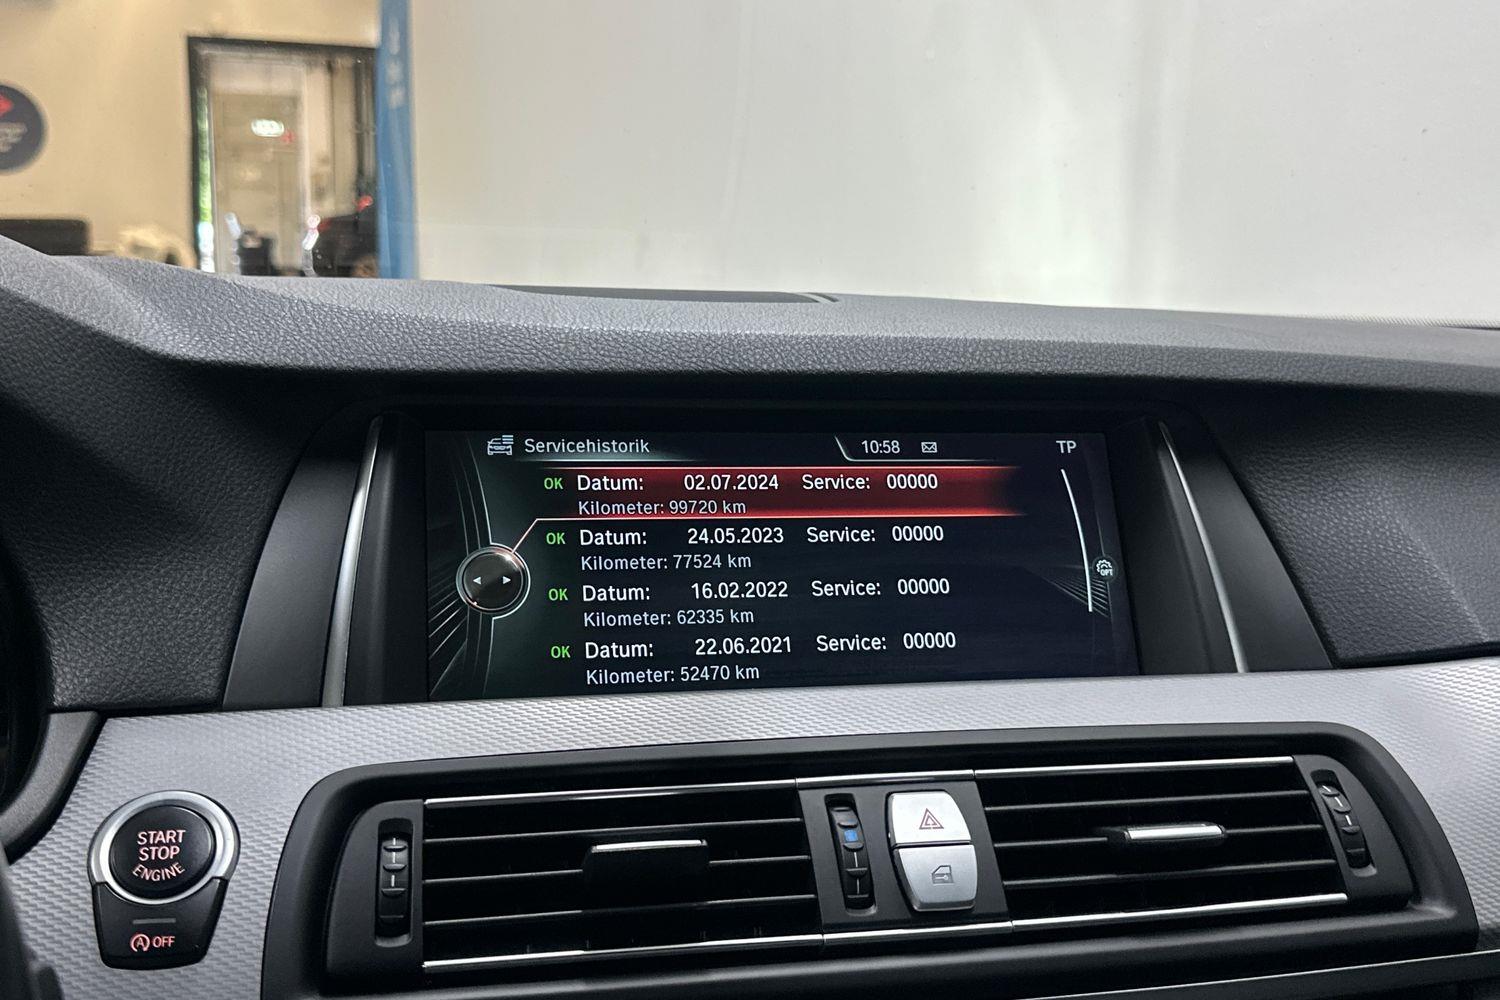 Servicehistorik
10:58
TP
OK Datum: 02.07.2024 Service: 00000
Kilometer: 99720 km
OK Datum: 24.05.2023 Service: 00000
Kilometer: 77524 km
OK Datum: 16.02.2022 Service: 00000
Kilometer: 62335 km
OK Datum: 22.06.2021 Service: 00000
Kilometer: 52470 km
OPT
START
STOP
ENGINE
A OFF